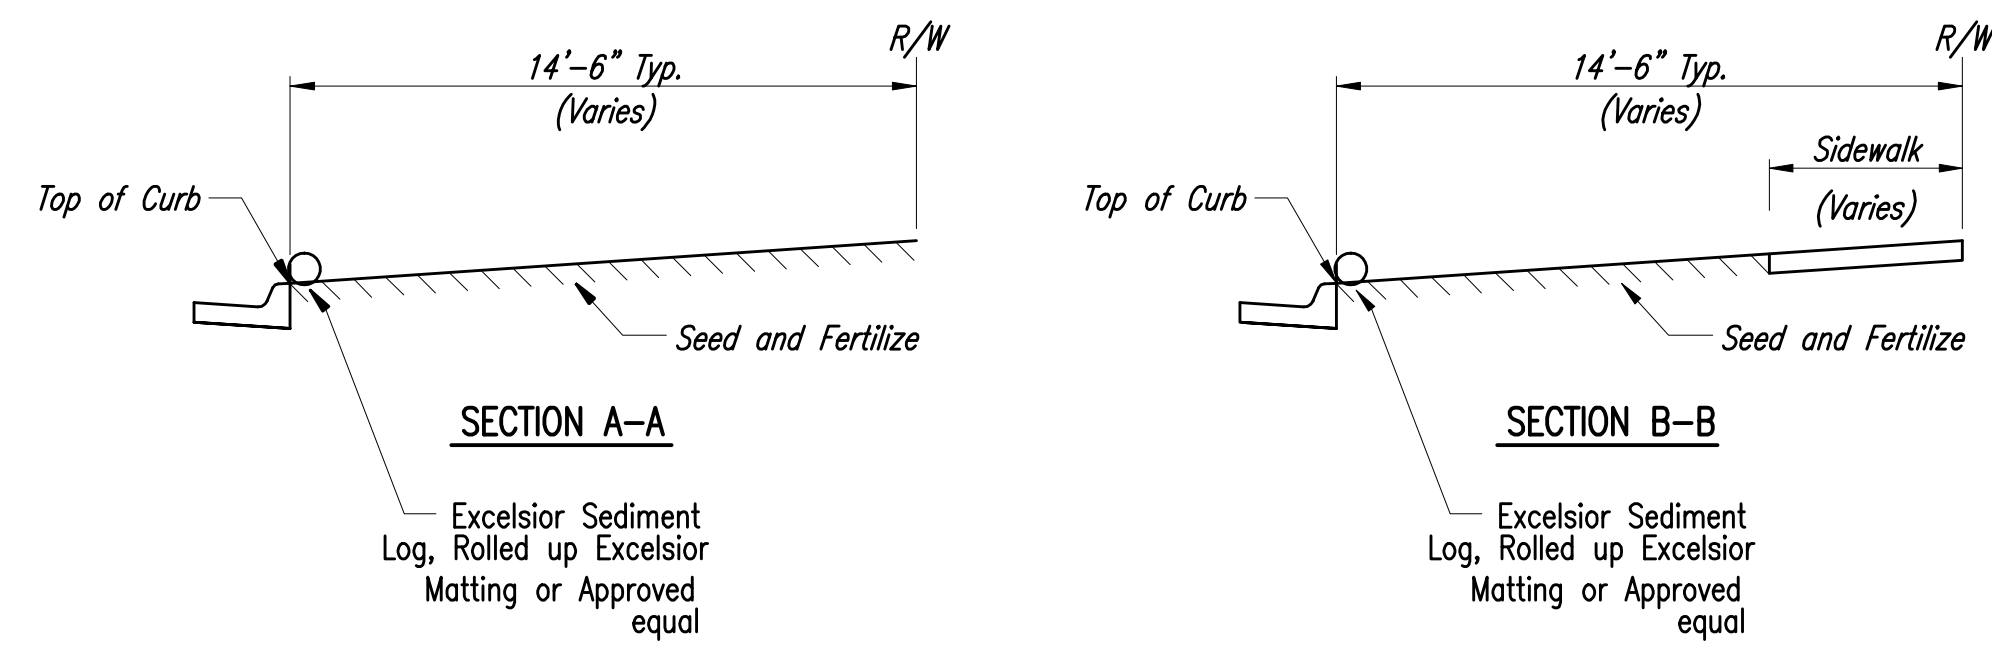 R/W
14'-6" Typ.
(Varies)
Top of Curb
Seed and Fertilize
SECTION A-A
Excelsior Sediment
Log, Rolled up Excelsior
Matting or Approved
equal
R/W
14'-6" Typ.
(Varies)
Sidewalk
(Varies)
Top of Curb
Seed and Fertilize
SECTION B-B
Excelsior Sediment
Log, Rolled up Excelsior
Matting or Approved
equal